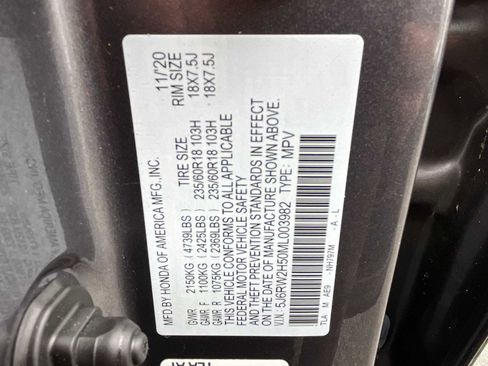 MFD. BY HONDA OF AMERICA MFG., INC. 11/20
TIRE SIZE RIM SIZE
GVWR 2150KG (4739LBS)
GAWR F 1100KG (2425LBS) 235/60R18 103H 18X7.5J
GAWR R 1075KG (2369LBS) 235/60R18 103H 18X7.5J
THIS VEHICLE CONFORMS TO ALL APPLICABLE
FEDERAL MOTOR VEHICLE SAFETY
AND THEFT PREVENTION STANDARDS IN EFFECT
ON THE DATE OF MANUFACTURE SHOWN ABOVE.
V.I.N.: 5J6RW2H50ML003982 TYPE: MPV
TLA M AE9 NH797M -A-L